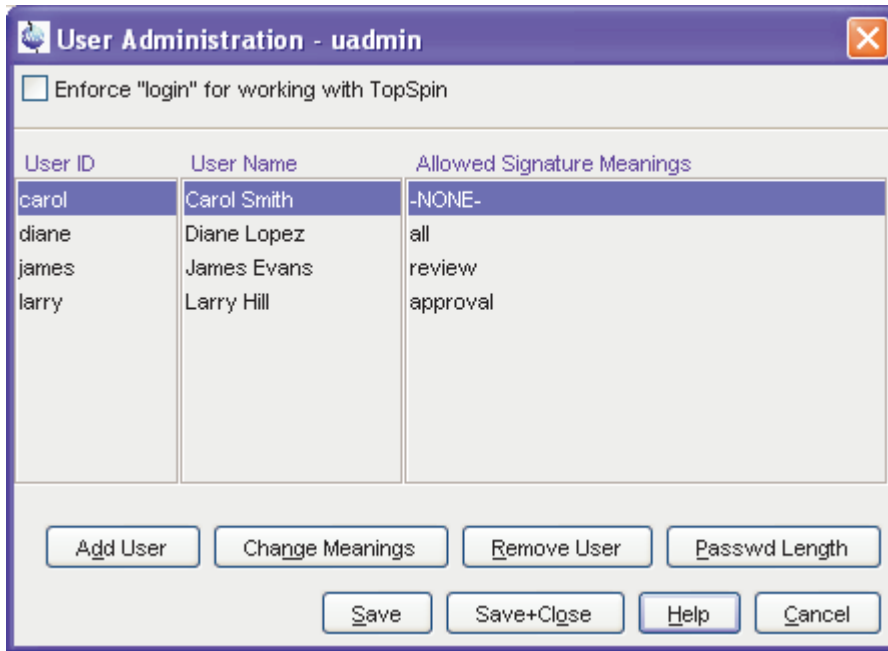 User Administration - uadmin
Enforce "login" for working with TopSpin
User ID User Name Allowed Signature Meanings
carol Carol Smith -NONE-
diane Diane Lopez all
james James Evans review
larry Larry Hill approval
Add User Change Meanings Remove User Passwd Length
Save Save+Close Help Cancel